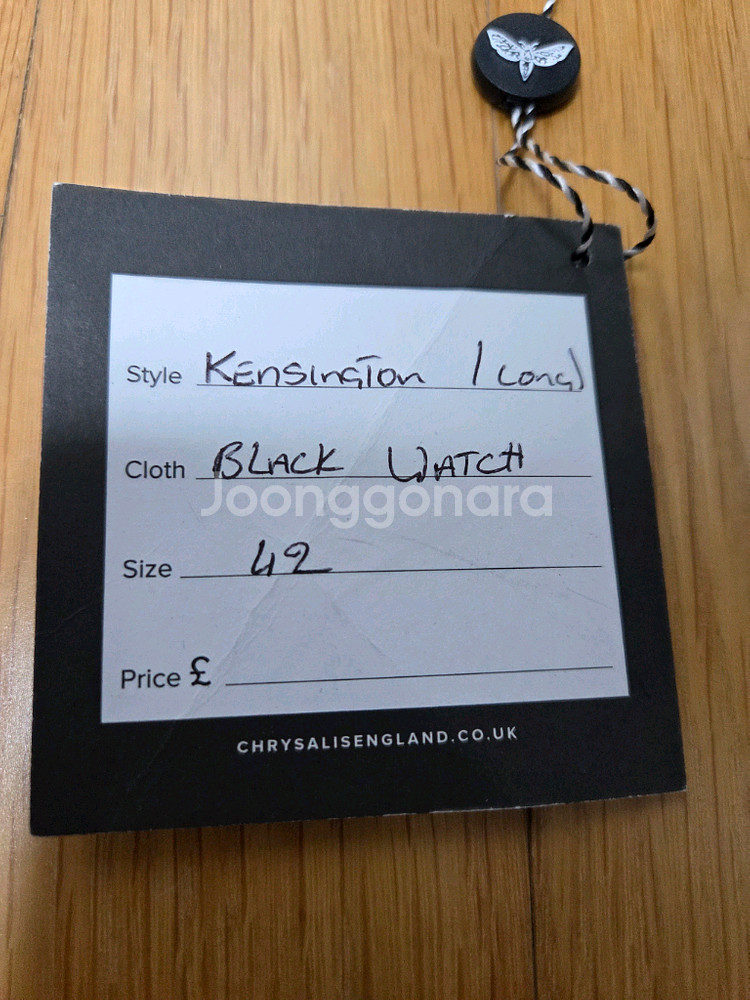 Style Kensington / Long
Cloth BLACK WATCH
Joonggonara
Size 42
Price £
CHRYSALISENGLAND.CO.UK